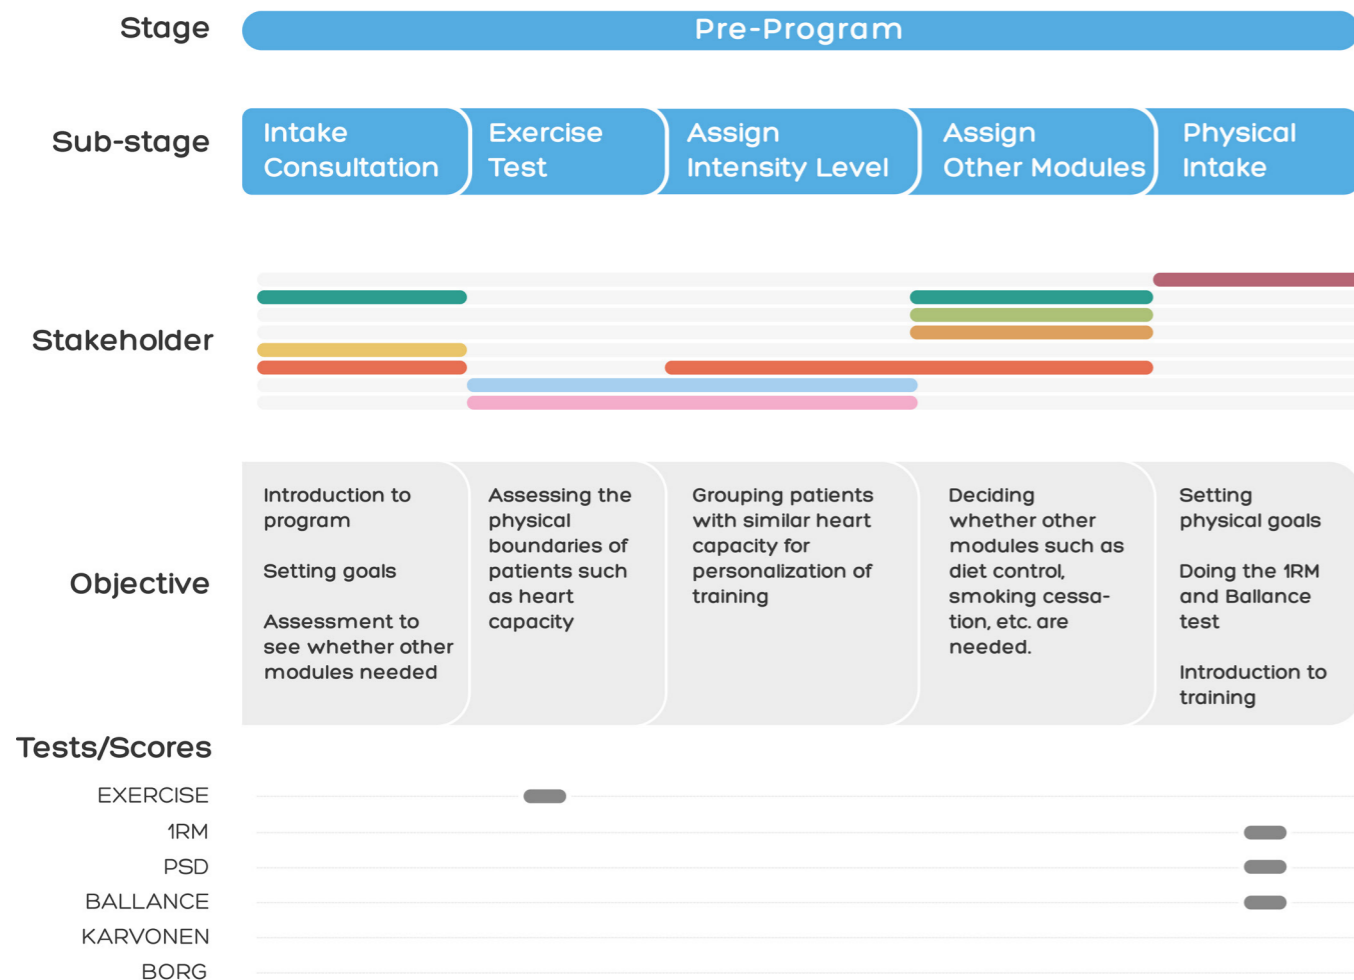 Stage
Pre-Program
Sub-stage
Intake
Consultation
Exercise
Test
Assign
Intensity Level
Assign
Other Modules
Physical
Intake
Stakeholder
Objective
Introduction to
program
Setting goals
Assessment to
see whether other
modules needed
Assessing the
physical
boundaries of
patients such
as heart
capacity
Grouping patients
with similar heart
capacity for
personalization of
training
Deciding
whether other
modules such as
diet control,
smoking cessa-
tion, etc. are
needed.
Setting
physical goals
Doing the 1RM
and Ballance
test
Introduction to
training
Tests/Scores
EXERCISE
1RM
PSD
BALLANCE
KARVONEN
BORG